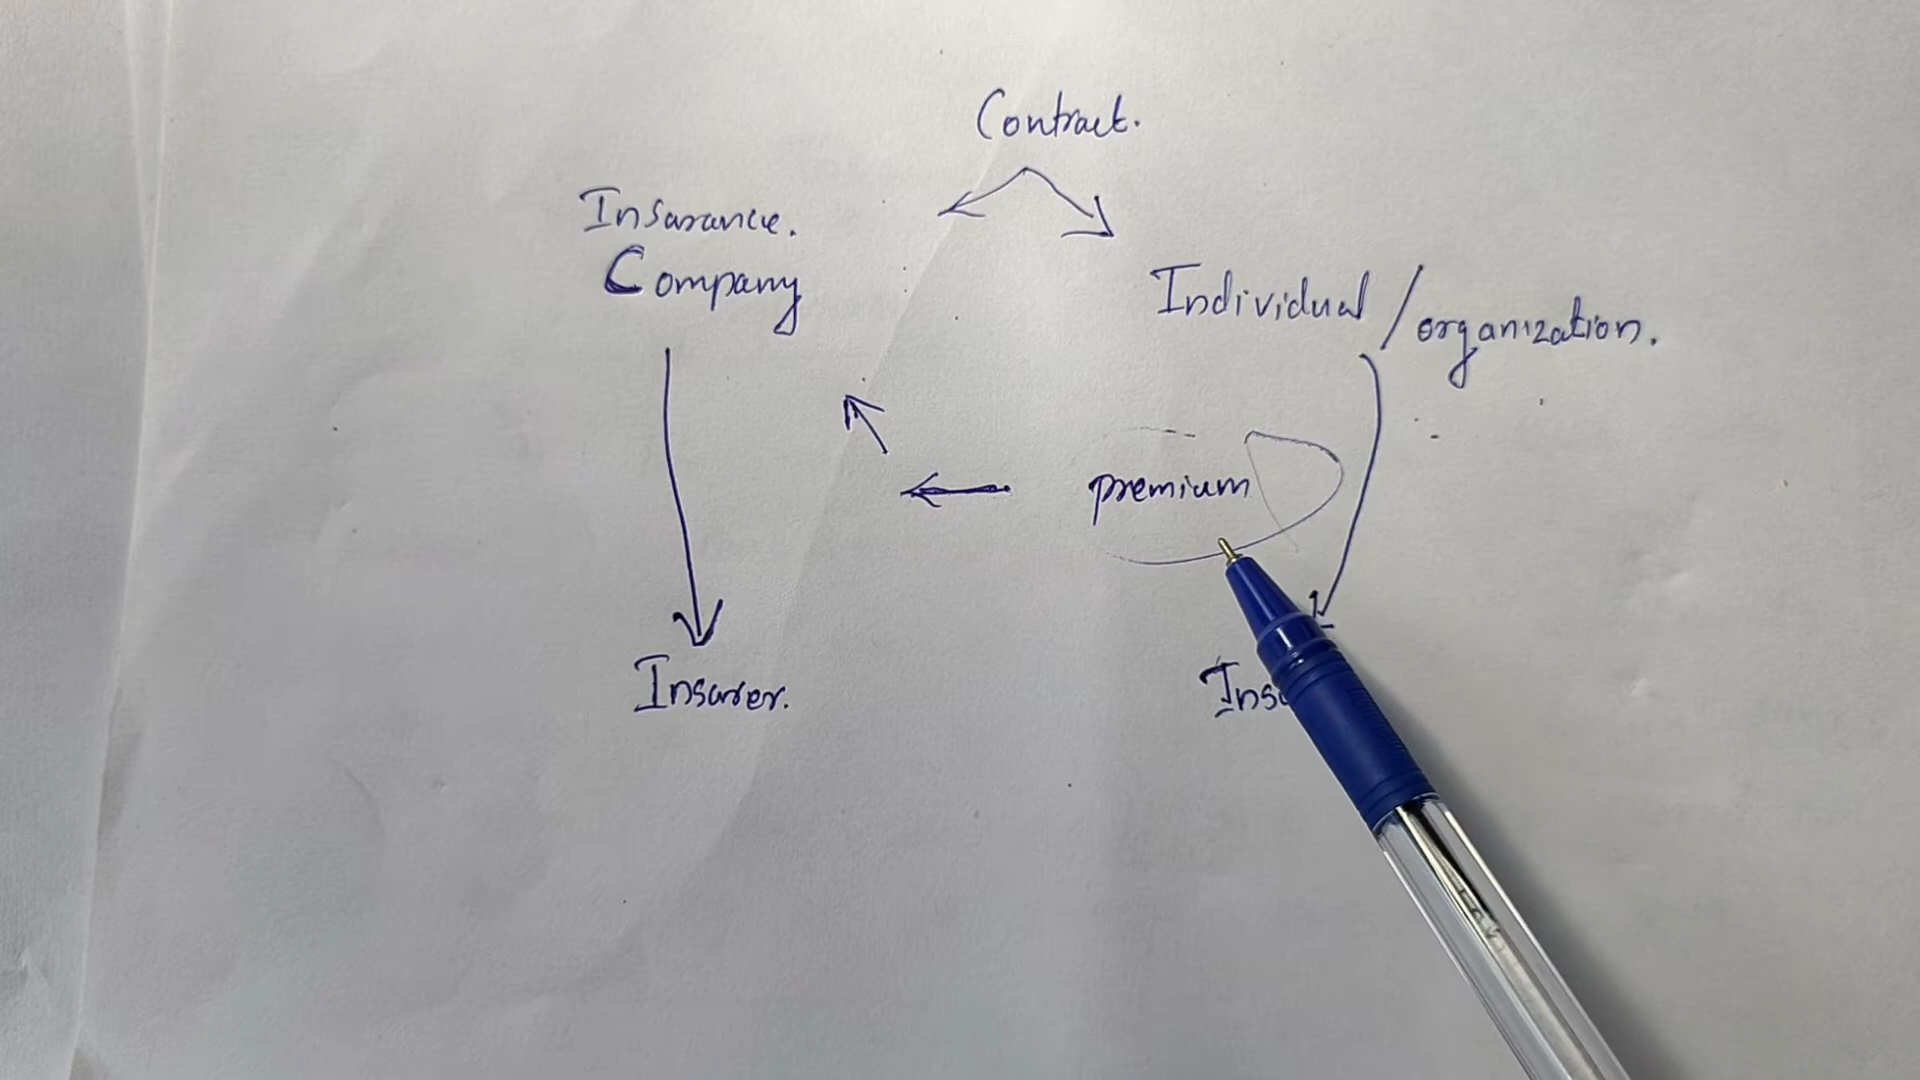 Contract.
Insurance.
Company
Individual/organization.
premium
Insurer.